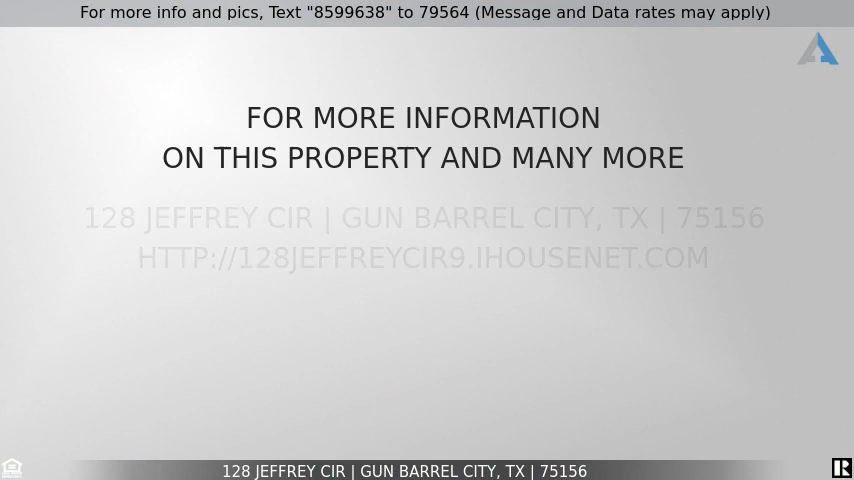 For more info and pics, Text "8599638" to 79564 (Message and Data rates may apply)
FOR MORE INFORMATION
ON THIS PROPERTY AND MANY MORE
128 JEFFREY CIR | GUN BARREL CITY, TX | 75156
HTTP://128JEFFREYCIR9.IHOUSENET.COM
128 JEFFREY CIR | GUN BARREL CITY, TX | 75156